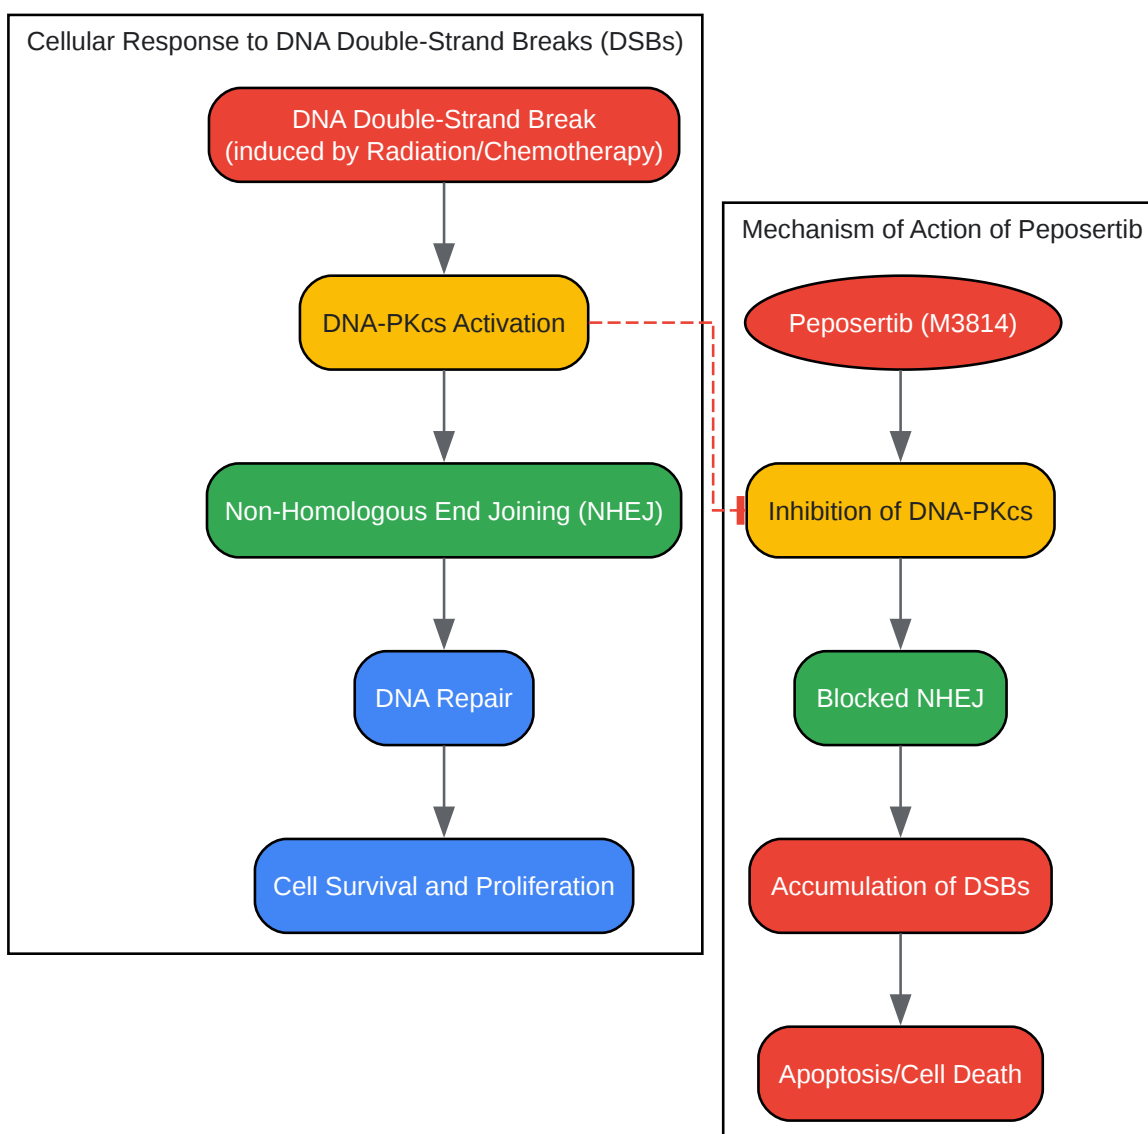 Cellular Response to DNA Double-Strand Breaks (DSBs)
DNA Double-Strand Break
(induced by Radiation/Chemotherapy)
DNA-PKcs Activation
Non-Homologous End Joining (NHEJ)
DNA Repair
Cell Survival and Proliferation
Mechanism of Action of Peposertib
Peposertib (M3814)
Inhibition of DNA-PKcs
Blocked NHEJ
Accumulation of DSBs
Apoptosis/Cell Death